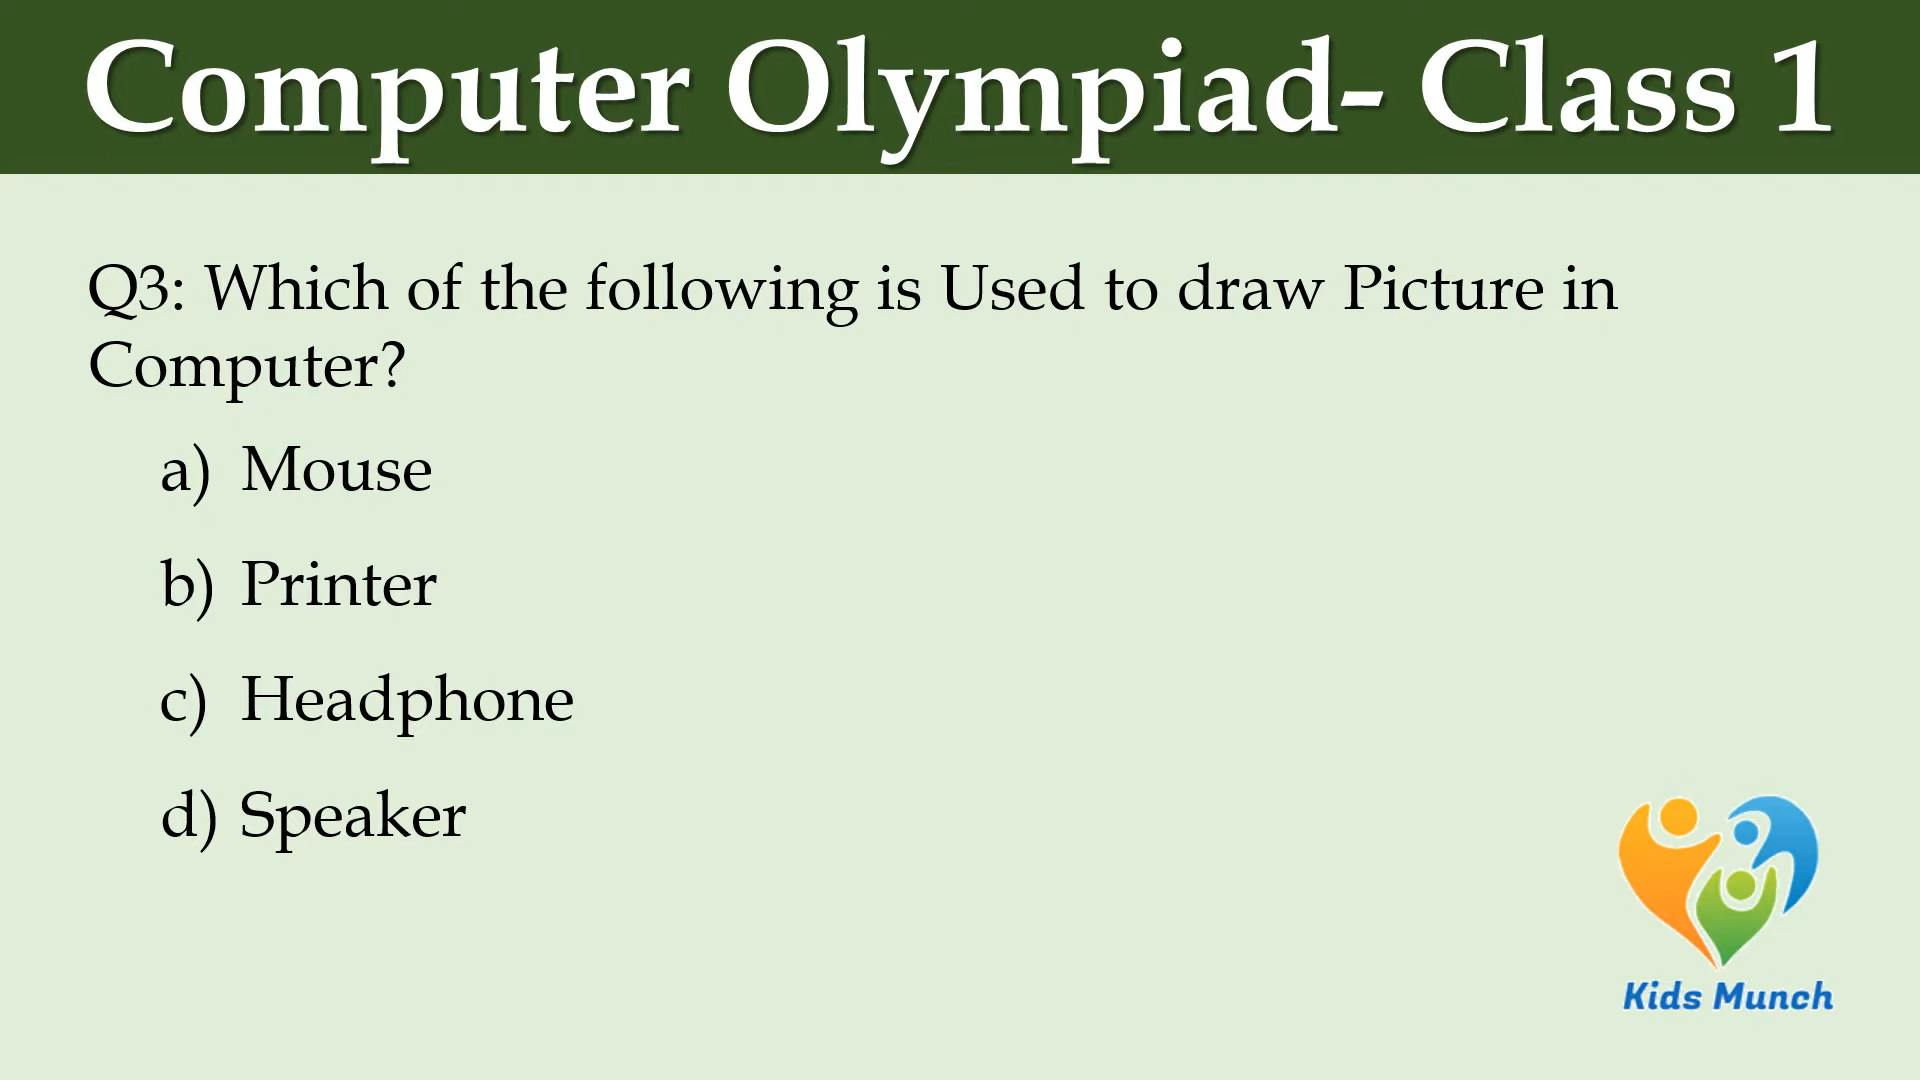 Computer Olympiad- Class 1
Q3: Which of the following is Used to draw Picture in
Computer?
a) Mouse
b) Printer
c) Headphone
d) Speaker
Kids Munch